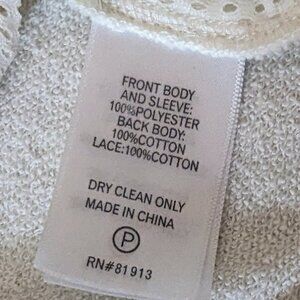 FRONT BODY
AND SLEEVE:
100%POLYESTER
BACK BODY:
100%COTTON
LACE:100%COTTON
DRY CLEAN ONLY
MADE IN CHINA
P
RN#81913